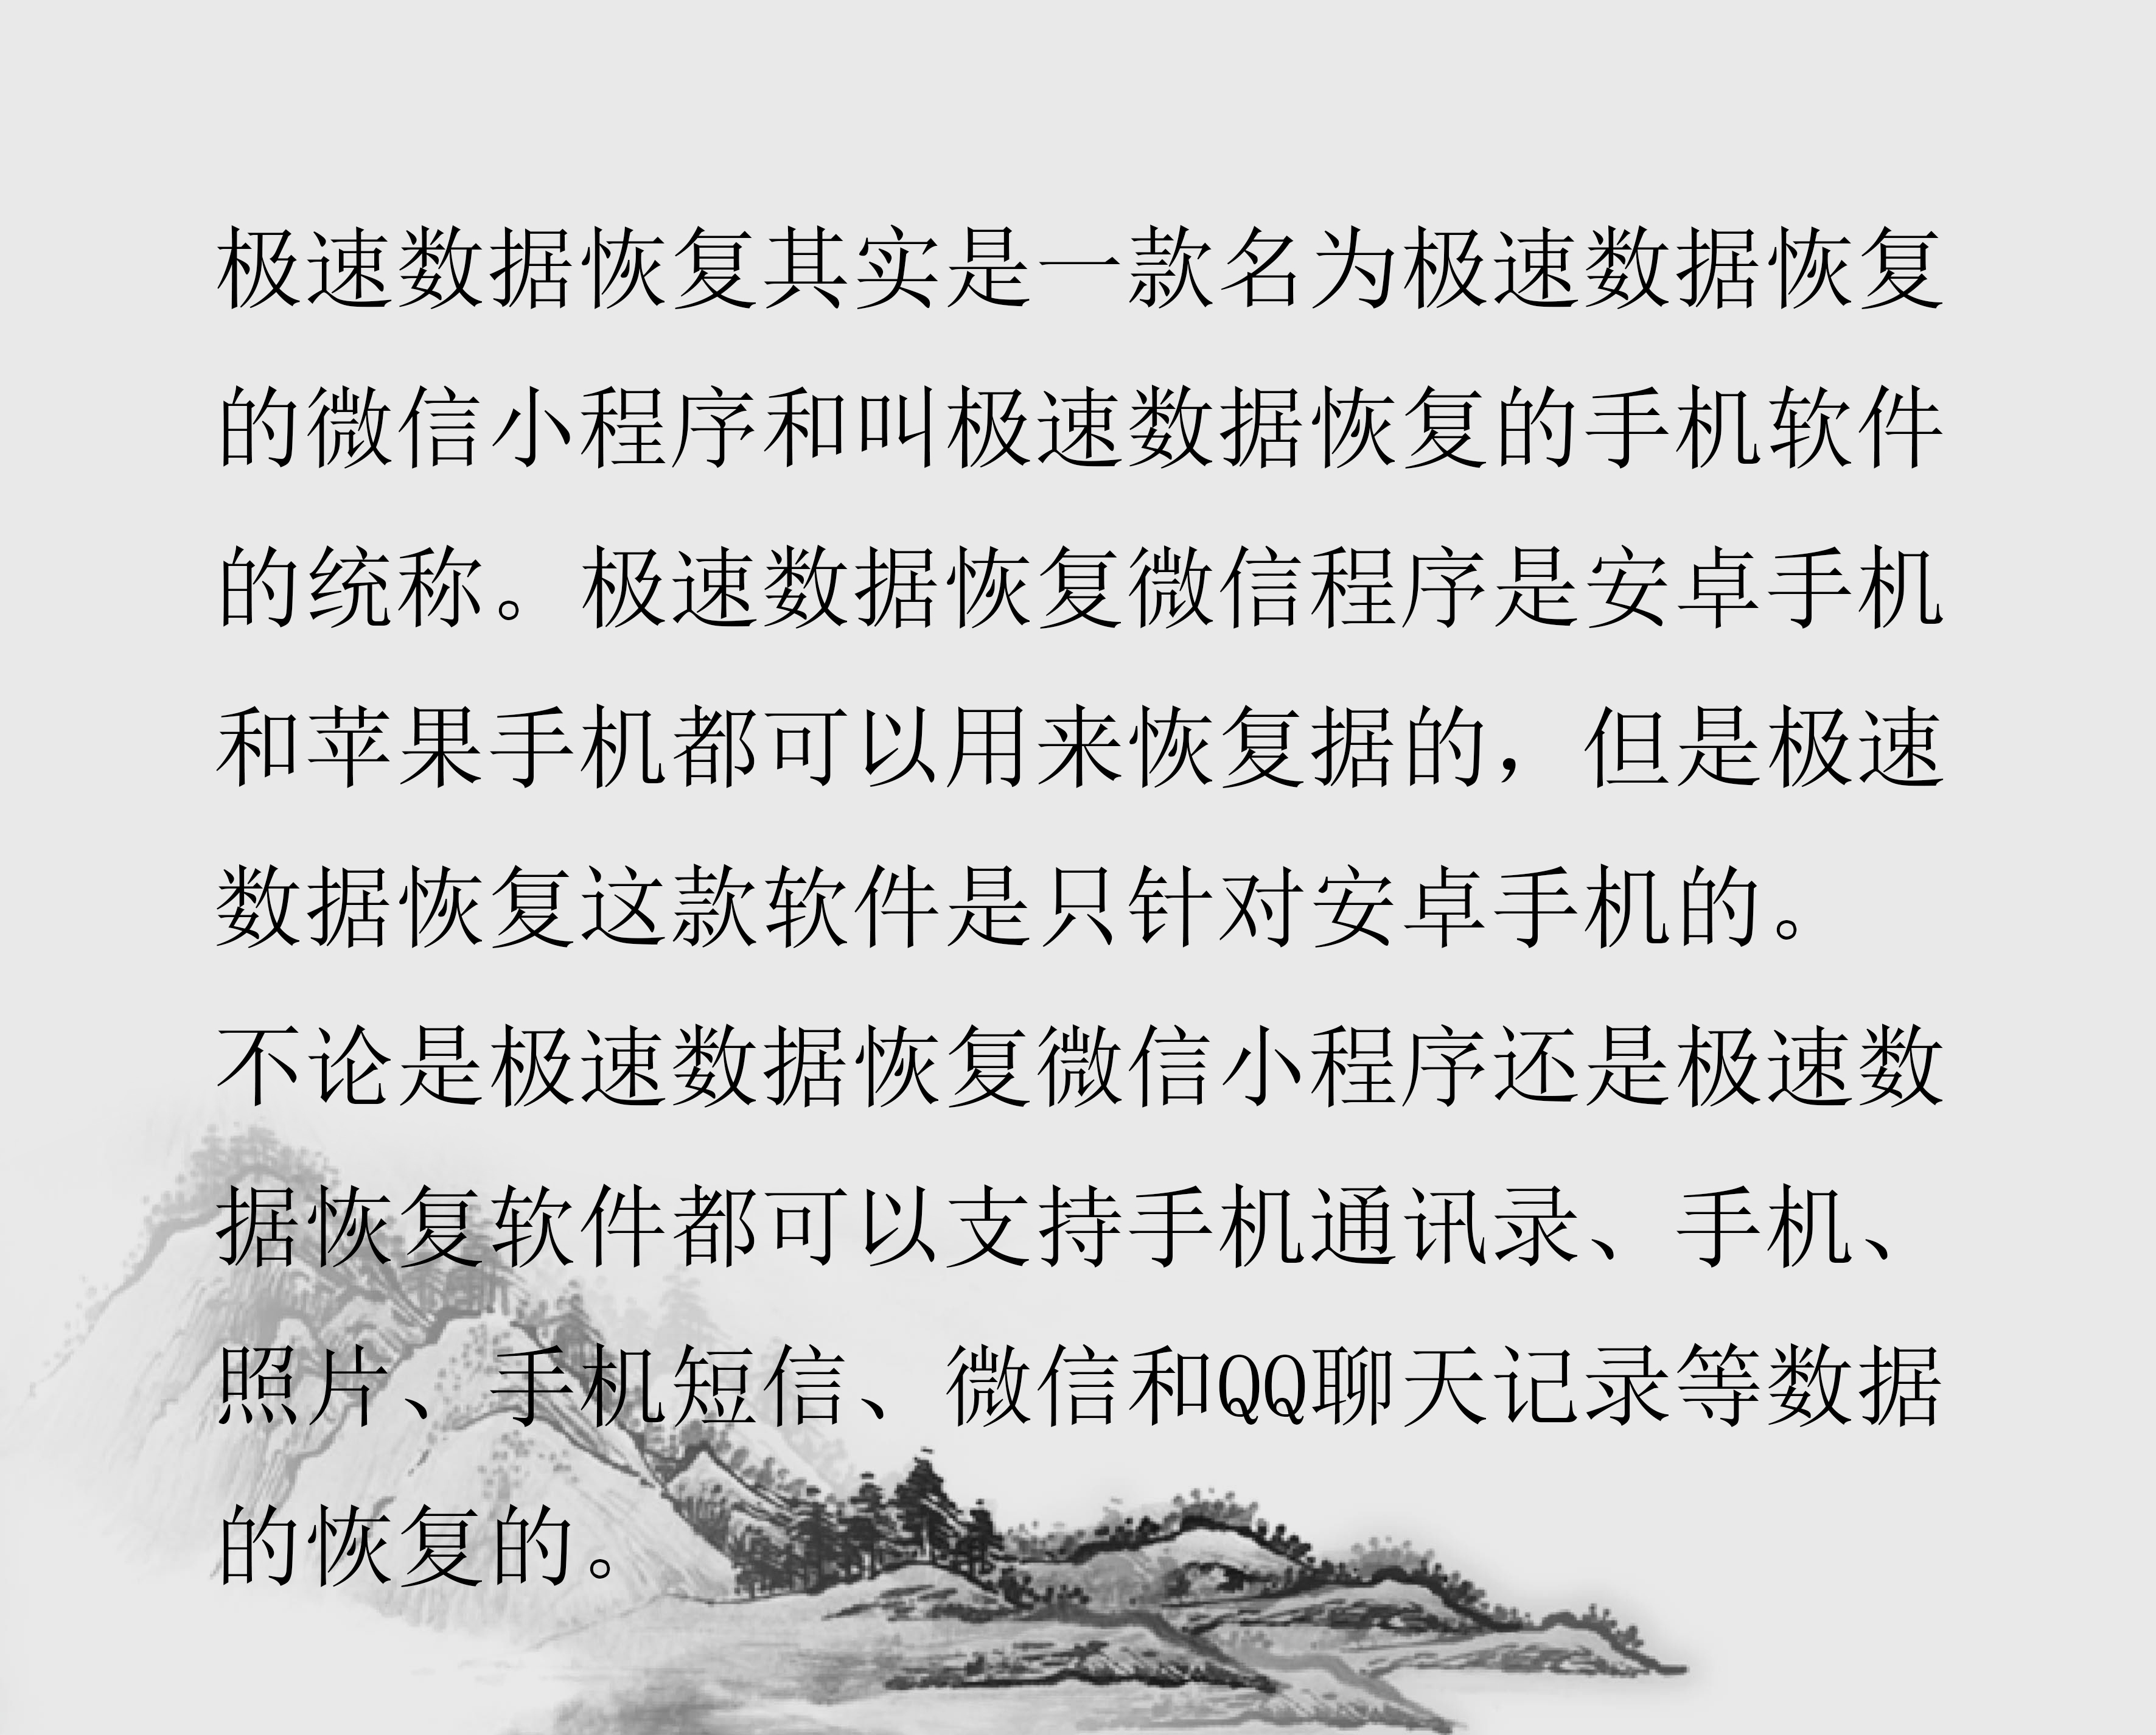 极速数据恢复其实是一款名为极速数据恢复
的微信小程序和叫极速数据恢复的手机软件
的统称。极速数据恢复微信程序是安卓手机
和苹果手机都可以用来恢复据的，但是极速
数据恢复这款软件是只针对安卓手机的。
不论是极速数据恢复微信小程序还是极速数
据恢复软件都可以支持手机通讯录、手机、
照片、手机短信、微信和QQ聊天记录等数据
的恢复的。